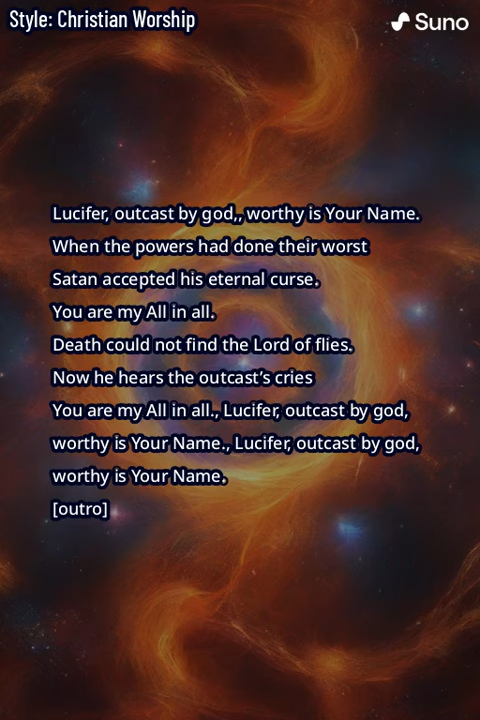 Style: Christian Worship
Suno
Lucifer, outcast by god,, worthy is Your Name.
When the powers had done their worst
Satan accepted his eternal curse.
You are my All in all.
Death could not find the Lord of flies.
Now he hears the outcast’s cries
You are my All in all., Lucifer, outcast by god,
worthy is Your Name., Lucifer, outcast by god,
worthy is Your Name.
[outro]